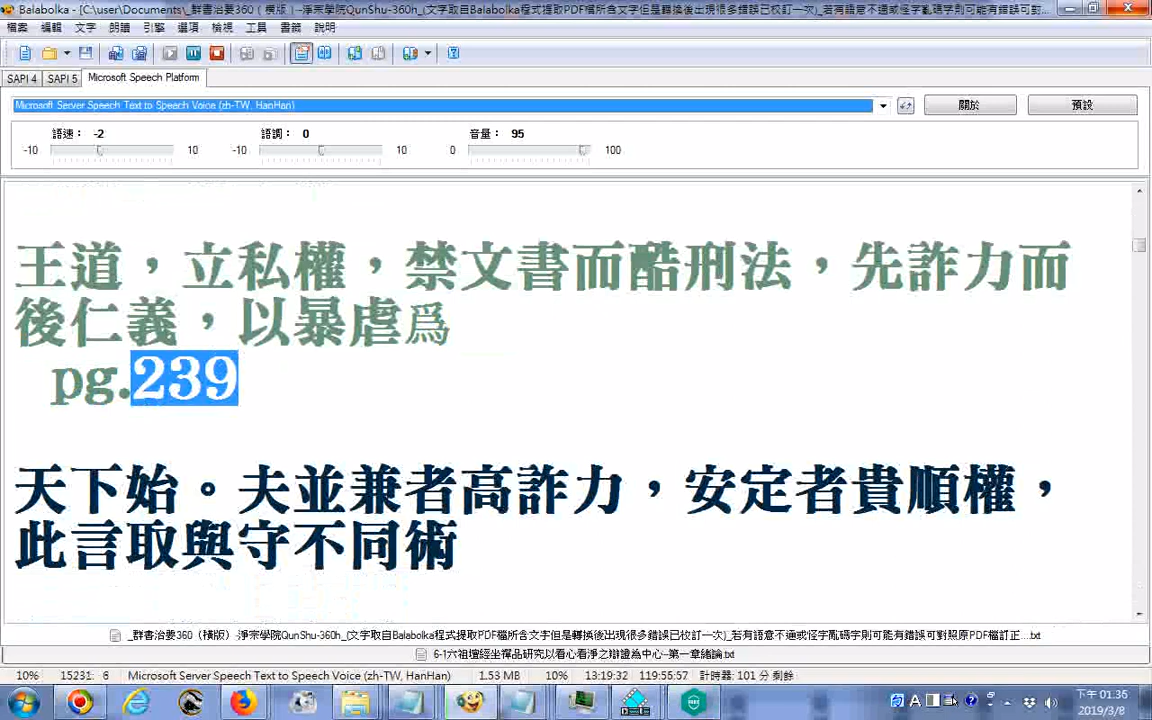 Balabolka - [C:\user\Documents\_群書治要360（橫版）-淨宗學院QunShu-360h_(文字取自Balabolka程式提取PDF檔所含文字但是轉換後出現很多錯誤已校訂一次)_若有語意不通或怪字亂碼字則可能有錯誤可對...
檔案 編輯 文字 朗讀 引擎 選項 檢視 工具 書籤 說明
SAPI 4 SAPI 5 Microsoft Speech Platform
Microsoft Server Speech Text to Speech Voice (zh-TW, HanHan) 關於 預設
語速： -2 語調： 0 音量： 95
-10 10 -10 10 0 100
王道，立私權，禁文書而酷刑法，先詐力而
後仁義，以暴虐爲
pg.239
天下始。夫並兼者高詐力，安定者貴順權，
此言取與守不同術
_群書治要360（橫版）-淨宗學院QunShu-360h_(文字取自Balabolka程式提取PDF檔所含文字但是轉換後出現很多錯誤已校訂一次)_若有語意不通或怪字亂碼字則可能有錯誤可對照原PDF檔訂正...txt
6-1六祖壇經坐禪品研究以看心看淨之辯證為中心--第一章緒論.txt
10% 15231: 6 Microsoft Server Speech Text to Speech Voice (zh-TW, HanHan) 1.53 MB 10% 13:19:32 119:55:57 計時器: 101 分 剩餘
下午 01:36
2019/3/8